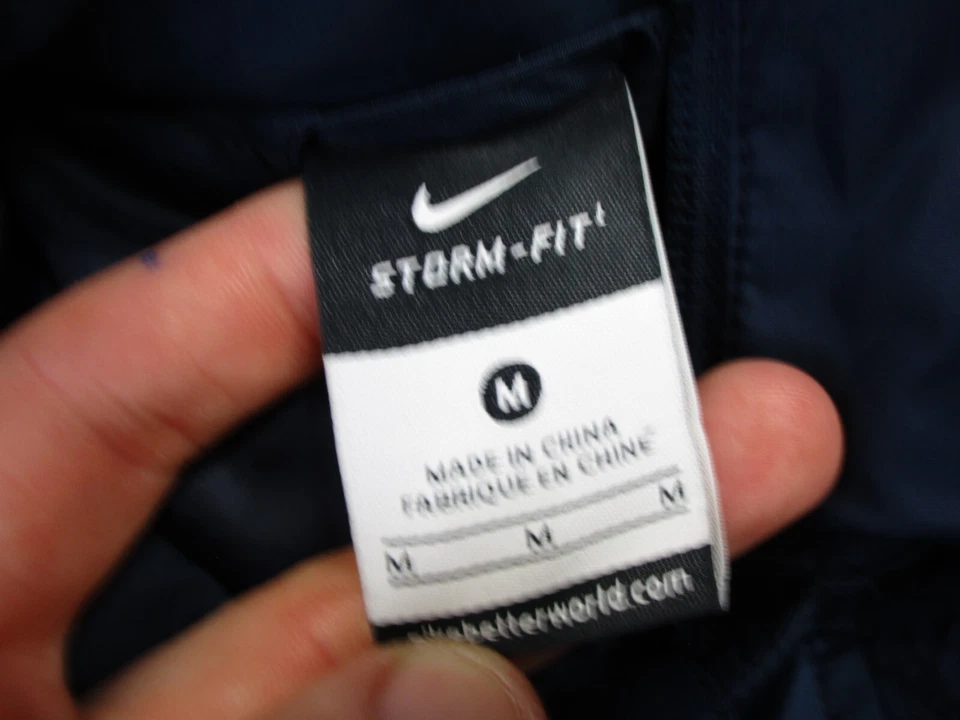 STORM-FIT
M
MADE IN CHINA
FABRIQUE EN CHINE
M M M
nikebetterworld.com